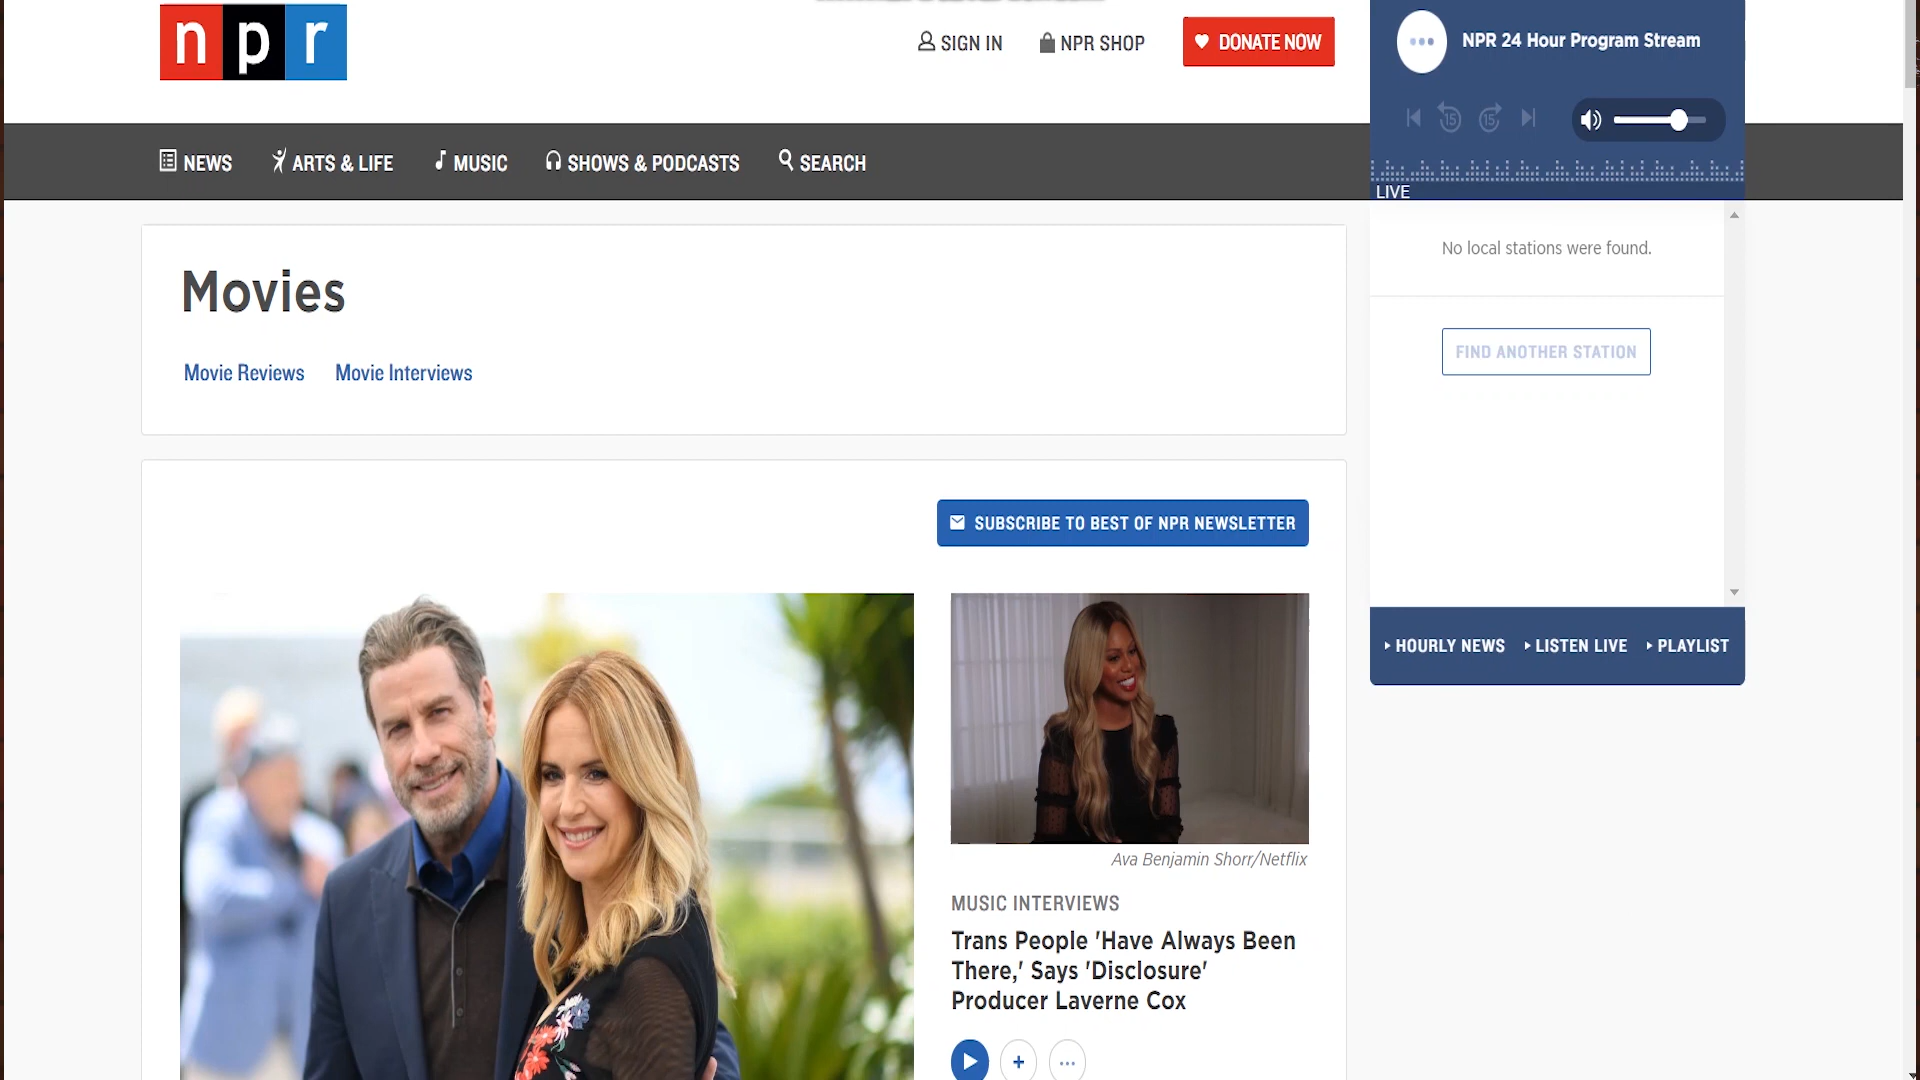 npr
SIGN IN
NPR SHOP
DONATE NOW
NPR 24 Hour Program Stream
15
15
LIVE
NEWS
ARTS & LIFE
MUSIC
SHOWS & PODCASTS
SEARCH
No local stations were found.
FIND ANOTHER STATION
HOURLY NEWS
LISTEN LIVE
PLAYLIST
Movies
Movie Reviews
Movie Interviews
SUBSCRIBE TO BEST OF NPR NEWSLETTER
Ava Benjamin Shorr/Netflix
MUSIC INTERVIEWS
Trans People 'Have Always Been
There,' Says 'Disclosure'
Producer Laverne Cox